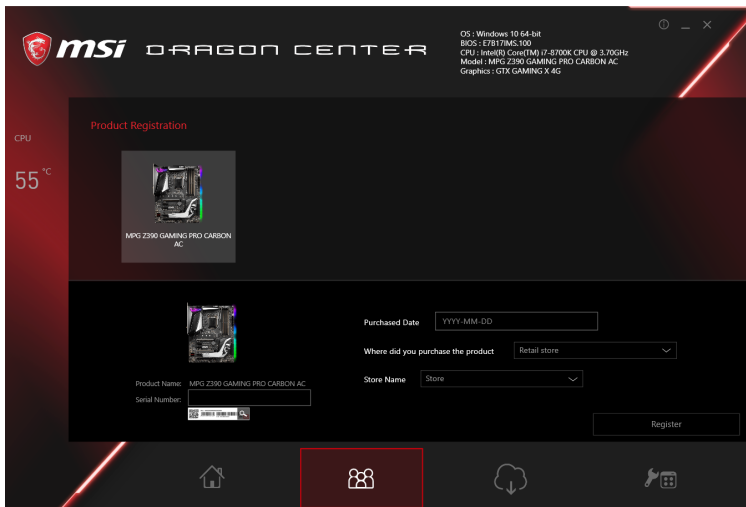 msi DRAGON CENTER
OS : Windows 10 64-bit
BIOS : E7B17IMS.100
CPU : Intel(R) Core(TM) i7-8700K CPU @ 3.70GHz
Model : MPG Z390 GAMING PRO CARBON AC
Graphics : GTX GAMING X 4G
CPU
55 °C
Product Registration
MPG Z390 GAMING PRO CARBON
AC
Product Name: MPG Z390 GAMING PRO CARBON AC
Serial Number:
Purchased Date YYYY-MM-DD
Where did you purchase the product Retail store
Store Name Store
Register